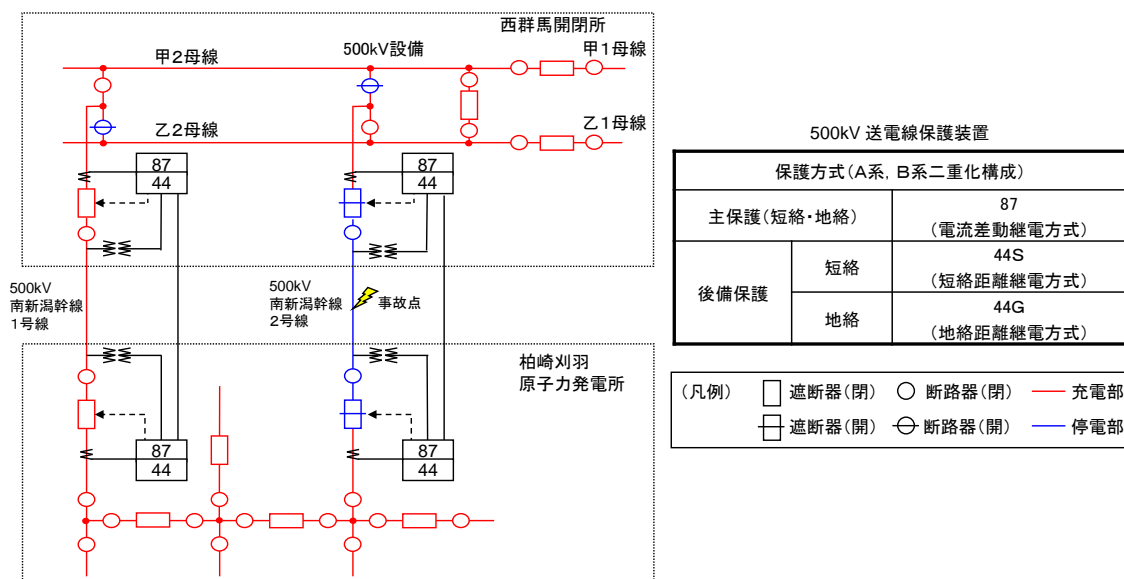 西群馬開閉所
500kV設備
甲2母線
甲1母線
乙2母線
乙1母線
87
44
87
44
500kV
南新潟幹線
1号線
500kV
南新潟幹線
2号線
事故点
柏崎刈羽
原子力発電所
87
44
87
44
500kV 送電線保護装置
保護方式(A系, B系二重化構成)
主保護(短絡・地絡)
87
(電流差動継電方式)
後備保護
短絡
44S
(短絡距離継電方式)
地絡
44G
(地絡距離継電方式)
(凡例) 遮断器(閉) 断路器(閉) 充電部
遮断器(開) 断路器(開) 停電部